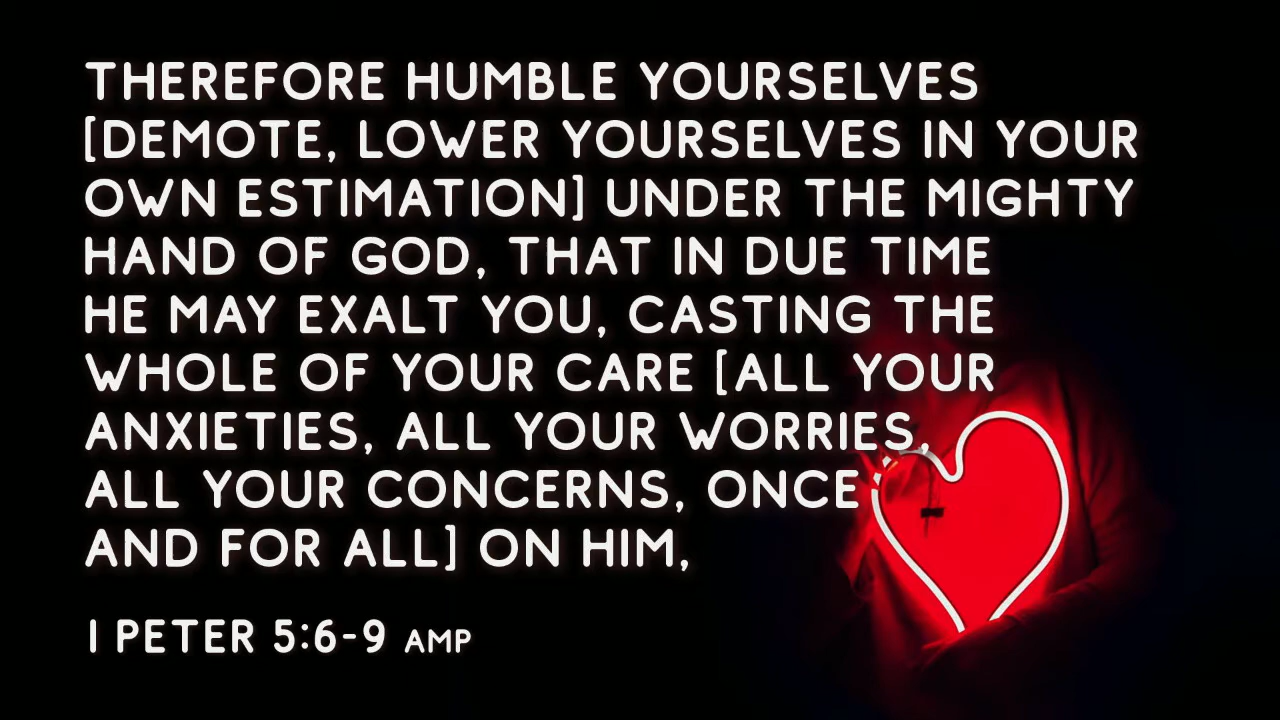 THEREFORE HUMBLE YOURSELVES
[DEMOTE, LOWER YOURSELVES IN YOUR
OWN ESTIMATION] UNDER THE MIGHTY
HAND OF GOD, THAT IN DUE TIME
HE MAY EXALT YOU, CASTING THE
WHOLE OF YOUR CARE [ALL YOUR
ANXIETIES, ALL YOUR WORRIES,
ALL YOUR CONCERNS, ONCE
AND FOR ALL] ON HIM,
1 PETER 5:6-9 AMP